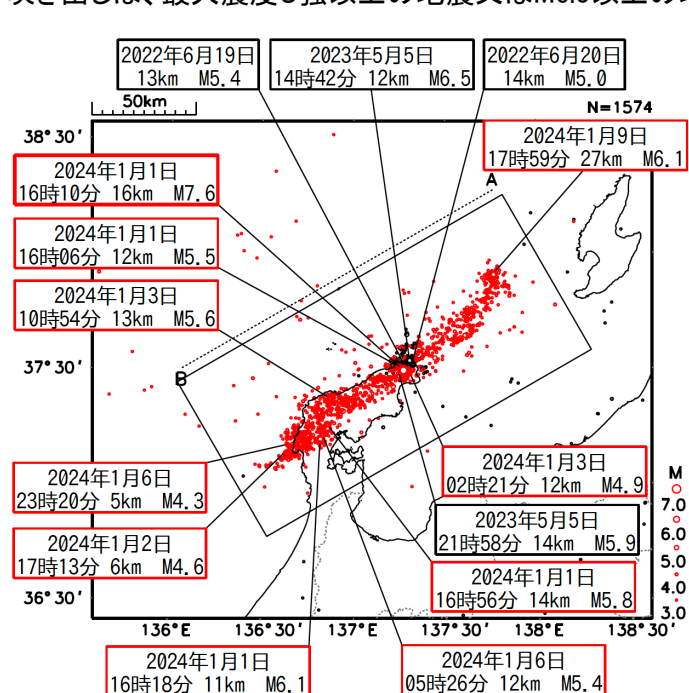 2022年6月19日
13km M5.4
2023年5月5日
14時42分 12km M6.5
2022年6月20日
14km M5.0
50km
N=1574
38°30′
2024年1月9日
17時59分 27km M6.1
2024年1月1日
16時10分 16km M7.6
A
2024年1月1日
16時06分 12km M5.5
2024年1月3日
10時54分 13km M5.6
37°30′
B
2024年1月6日
23時20分 5km M4.3
2024年1月3日
02時21分 12km M4.9
M
7.0
6.0
5.0
4.0
3.0
2023年5月5日
21時58分 14km M5.9
2024年1月2日
17時13分 6km M4.6
2024年1月1日
16時56分 14km M5.8
36°30′
136°E 136°30′ 137°E 137°30′ 138°E 138°30′
2024年1月1日
16時18分 11km M6.1
2024年1月6日
05時26分 12km M5.4